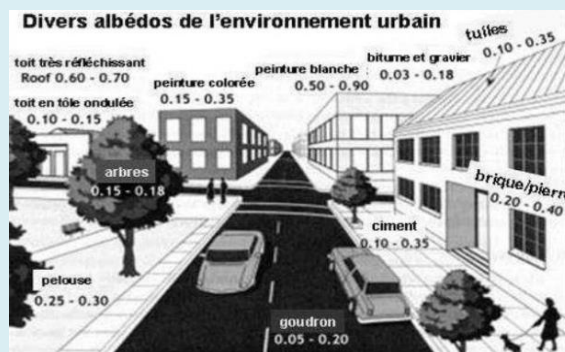 Divers albédos de l'environnement urbain
toit très réfléchissant
Roof 0.60 - 0.70
toit en tôle ondulée
0.10 - 0.15
peinture colorée
0.15 - 0.35
peinture blanche :
0.50 - 0.90
bitume et gravier
0.03 - 0.18
tuiles
0.10 - 0.35
arbres
0.15 - 0.18
brique/pierre
0.20 - 0.40
ciment
0.10 - 0.35
pelouse
0.25 - 0.30
goudron
0.05 - 0.20